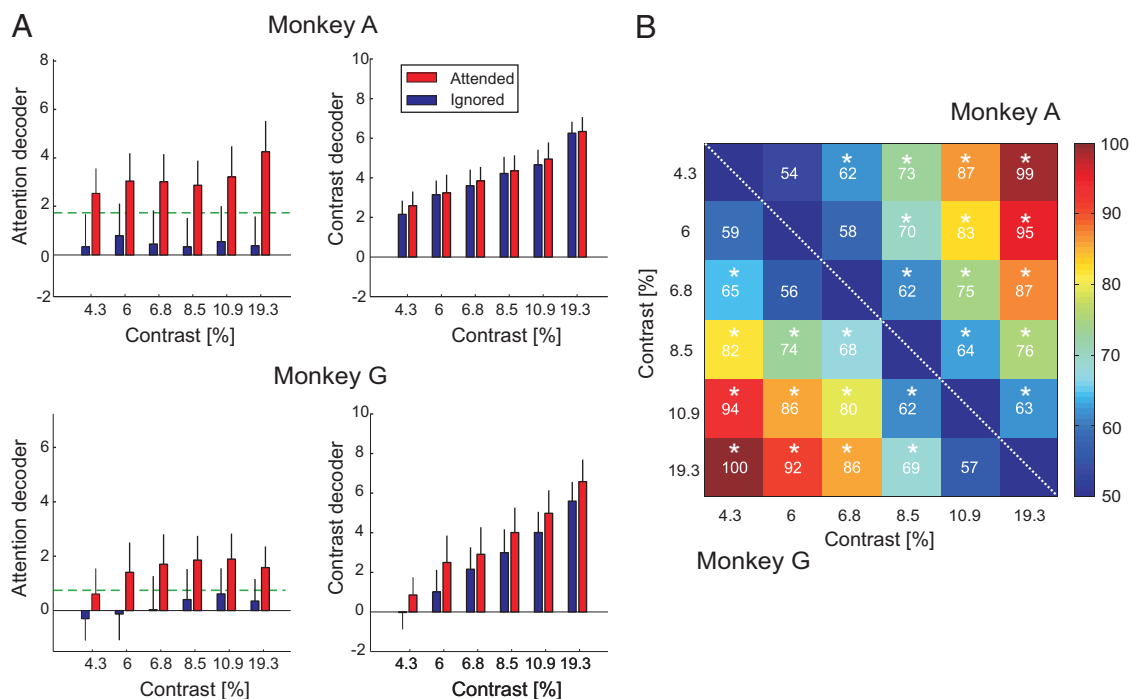 A
Monkey A
B
8
6
4
2
0
-2
Attention decoder
4.3 6 6.8 8.5 10.9 19.3
Contrast [%]
10
8
6
4
2
0
-2
Contrast decoder
Attended
Ignored
4.3 6 6.8 8.5 10.9 19.3
Contrast [%]
Monkey G
6
4
2
0
Attention decoder
4.3 6 6.8 8.5 10.9 19.3
Contrast [%]
10
8
6
4
2
0
-2
Contrast decoder
4.3 6 6.8 8.5 10.9 19.3
Contrast [%]
Monkey A
Contrast [%]
4.3 54 * 62 * 73 * 87 * 99
6 59 58 * 70 * 83 * 95
6.8 * 65 56 * 62 * 75 * 87
8.5 * 82 * 74 * 68 * 64 * 76
10.9 * 94 * 86 * 80 * 62 * 63
19.3 * 100 * 92 * 86 * 69 57
4.3 6 6.8 8.5 10.9 19.3
Contrast [%]
Monkey G
100
90
80
70
60
50